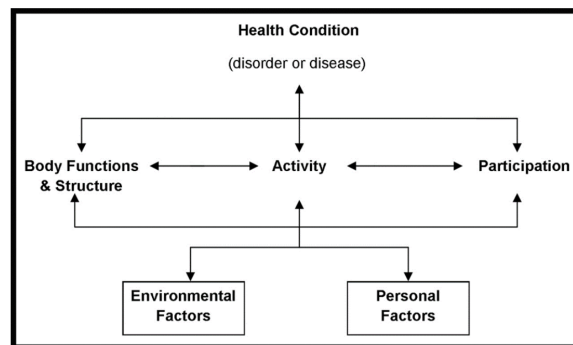 Health Condition
(disorder or disease)
Body Functions
& Structure
Activity
Participation
Environmental
Factors
Personal
Factors